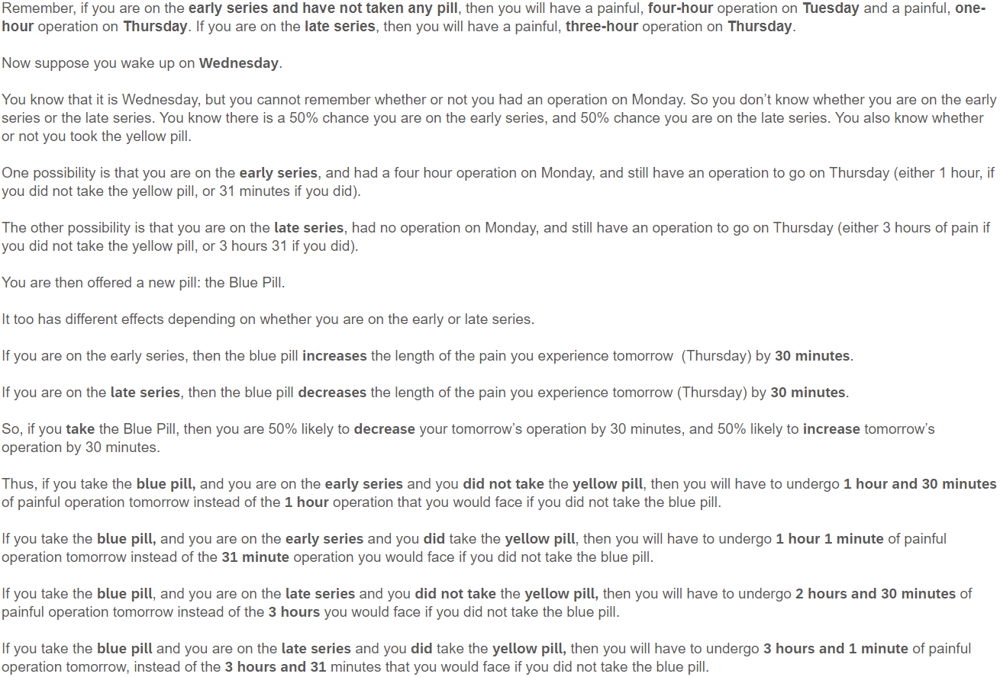 Remember, if you are on the early series and have not taken any pill, then you will have a painful, four-hour operation on Tuesday and a painful, one-
hour operation on Thursday. If you are on the late series, then you will have a painful, three-hour operation on Thursday.
Now suppose you wake up on Wednesday.
You know that it is Wednesday, but you cannot remember whether or not you had an operation on Monday. So you don't know whether you are on the early
series or the late series. You know there is a 50% chance you are on the early series, and 50% chance you are on the late series. You also know whether
or not you took the yellow pill.
One possibility is that you are on the early series, and had a four hour operation on Monday, and still have an operation to go on Thursday (either 1 hour, if
you did not take the yellow pill, or 31 minutes if you did).
The other possibility is that you are on the late series, had no operation on Monday, and still have an operation to go on Thursday (either 3 hours of pain if
you did not take the yellow pill, or 3 hours 31 if you did).
You are then offered a new pill: the Blue Pill.
It too has different effects depending on whether you are on the early or late series.
If you are on the early series, then the blue pill increases the length of the pain you experience tomorrow  (Thursday) by 30 minutes.
If you are on the late series, then the blue pill decreases the length of the pain you experience tomorrow (Thursday) by 30 minutes.
So, if you take the Blue Pill, then you are 50% likely to decrease your tomorrow's operation by 30 minutes, and 50% likely to increase tomorrow's
operation by 30 minutes.
Thus, if you take the blue pill, and you are on the early series and you did not take the yellow pill, then you will have to undergo 1 hour and 30 minutes
of painful operation tomorrow instead of the 1 hour operation that you would face if you did not take the blue pill.
If you take the blue pill, and you are on the early series and you did take the yellow pill, then you will have to undergo 1 hour 1 minute of painful
operation tomorrow instead of the 31 minute operation you would face if you did not take the blue pill.
If you take the blue pill, and you are on the late series and you did not take the yellow pill, then you will have to undergo 2 hours and 30 minutes of
painful operation tomorrow instead of the 3 hours you would face if you did not take the blue pill.
If you take the blue pill and you are on the late series and you did take the yellow pill, then you will have to undergo 3 hours and 1 minute of painful
operation tomorrow, instead of the 3 hours and 31 minutes that you would face if you did not take the blue pill.